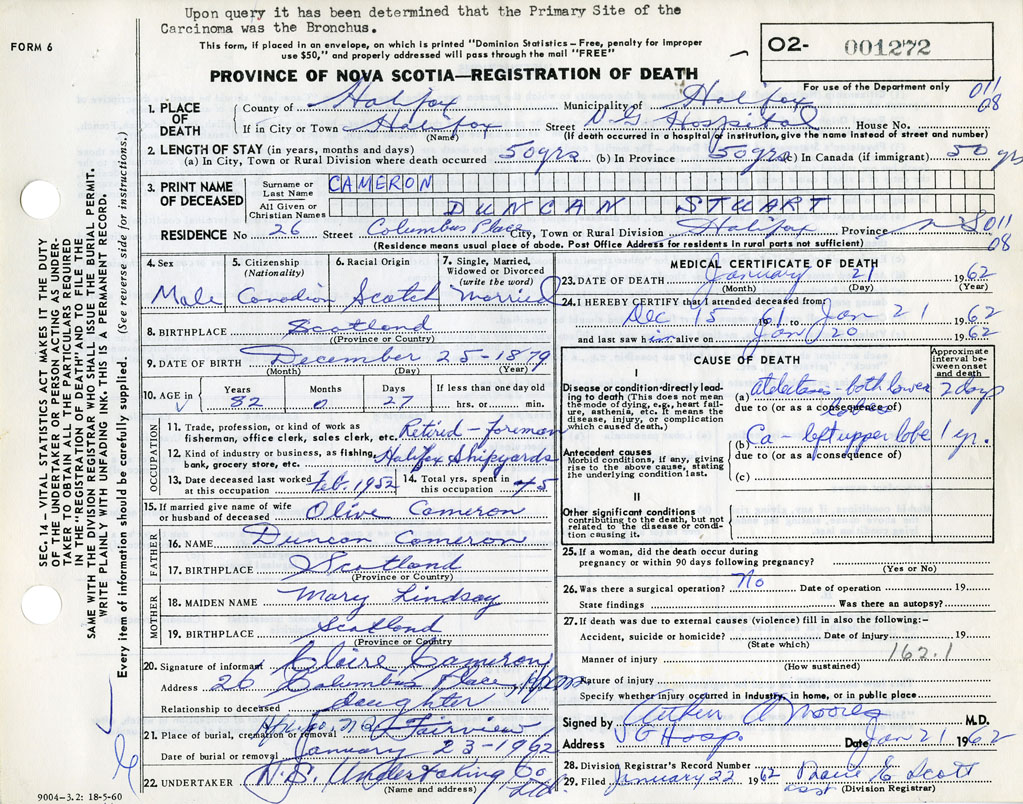 Upon query it has been determined that the Primary Site of the
Carcinoma was the Bronchus.
FORM 6
This form, if placed in an envelope, on which is printed "Dominion Statistics—Free, penalty for improper
use $50," and properly addressed will pass through the mail "FREE"
O2- 001272
PROVINCE OF NOVA SCOTIA—REGISTRATION OF DEATH
For use of the Department only
011
08
1. PLACE OF DEATH
County of Halifax Municipality of Halifax
If in City or Town Halifax Street V.G. Hospital House No.
(Name) (If death occurred in a hospital or institution, give the name instead of street and number)
2. LENGTH OF STAY (in years, months and days)
(a) In City, Town or Rural Division where death occurred 50 yrs (b) In Province 50 yrs (c) In Canada (if immigrant) 50 yrs
3. PRINT NAME OF DECEASED
Surname or Last Name CAMERON
All Given or Christian Names DUNCAN STUART
RESIDENCE No 26 Street Columbus Place City, Town or Rural Division Halifax Province N S 011
08
(Residence means usual place of abode. Post Office Address for residents in rural parts not sufficient)
4. Sex
Male
5. Citizenship
(Nationality)
Canadian
6. Racial Origin
Scotch
7. Single, Married, Widowed or Divorced
(write the word)
Married
8. BIRTHPLACE Scotland
(Province or Country)
9. DATE OF BIRTH December 25-1879
(Month) (Day) (Year)
10. AGE in
Years Months Days If less than one day old
82 0 27 hrs. or min.
OCCUPATION
11. Trade, profession, or kind of work as
fisherman, office clerk, sales clerk, etc. Retired - foreman
12. Kind of industry or business, as fishing,
bank, grocery store, etc. Halifax Shipyards
13. Date deceased last worked
at this occupation Feb. 1952
14. Total yrs. spent in
this occupation 45
15. If married give name of wife
or husband of deceased Olive Cameron
FATHER
16. NAME Duncan Cameron
17. BIRTHPLACE Scotland
(Province or Country)
MOTHER
18. MAIDEN NAME Mary Lindsay
19. BIRTHPLACE Scotland
(Province or Country)
20. Signature of informant Claire Cameron
Address 26 Columbus Place,
Relationship to deceased daughter
21. Place of burial, cremation or removal Fairview
Date of burial or removal January 23-1962
22. UNDERTAKER N.S. Undertaking Co Ltd.
(Name and address)
9004-3.2: 18-5-60
MEDICAL CERTIFICATE OF DEATH
23. DATE OF DEATH January 21 1962
(Month) (Day) (Year)
24. I HEREBY CERTIFY that I attended deceased from
Dec 15 1961 to Jan 21 1962
and last saw him alive on Jan 20 1962
CAUSE OF DEATH
Approximate interval between onset and death
I
Disease or condition directly leading to death (This does not mean the mode of dying, e.g., heart failure, asthenia, etc. It means the disease, injury, or complication which caused death.)
(a) atelectasis - both lower lobes 2 days
due to (or as a consequence of)
Antecedent causes
Morbid conditions, if any, giving rise to the above cause, stating the underlying condition last.
(b) Ca - left upper lobe 1 yr.
due to (or as a consequence of)
(c)
II
Other significant conditions
contributing to the death, but not related to the disease or condition causing it.
25. If a woman, did the death occur during
pregnancy or within 90 days following pregnancy?
(Yes or No)
26. Was there a surgical operation? No Date of operation 19
State findings Was there an autopsy?
27. If death was due to external causes (violence) fill in also the following:-
Accident, suicide or homicide? Date of injury 19
(State which)
162.1
Manner of injury
(How sustained)
Nature of injury
Specify whether injury occurred in industry, in home, or in public place
Signed by Arthur A Moores M.D.
Address V G Hosp. Date Jan 21 1962
28. Division Registrar's Record Number
29. Filed January 22 1962 Marie E Scott
asst (Division Registrar)
SEC. 14 — VITAL STATISTICS ACT MAKES IT THE DUTY
OF THE UNDERTAKER OR PERSON ACTING AS UNDER-
TAKER TO OBTAIN ALL THE PARTICULARS REQUIRED
IN THE "REGISTRATION OF DEATH" AND TO FILE THE
SAME WITH THE DIVISION REGISTRAR WHO SHALL ISSUE THE BURIAL PERMIT.
WRITE PLAINLY WITH UNFADING INK. THIS IS A PERMANENT RECORD.
Every item of information should be carefully supplied. (See reverse side for instructions.)